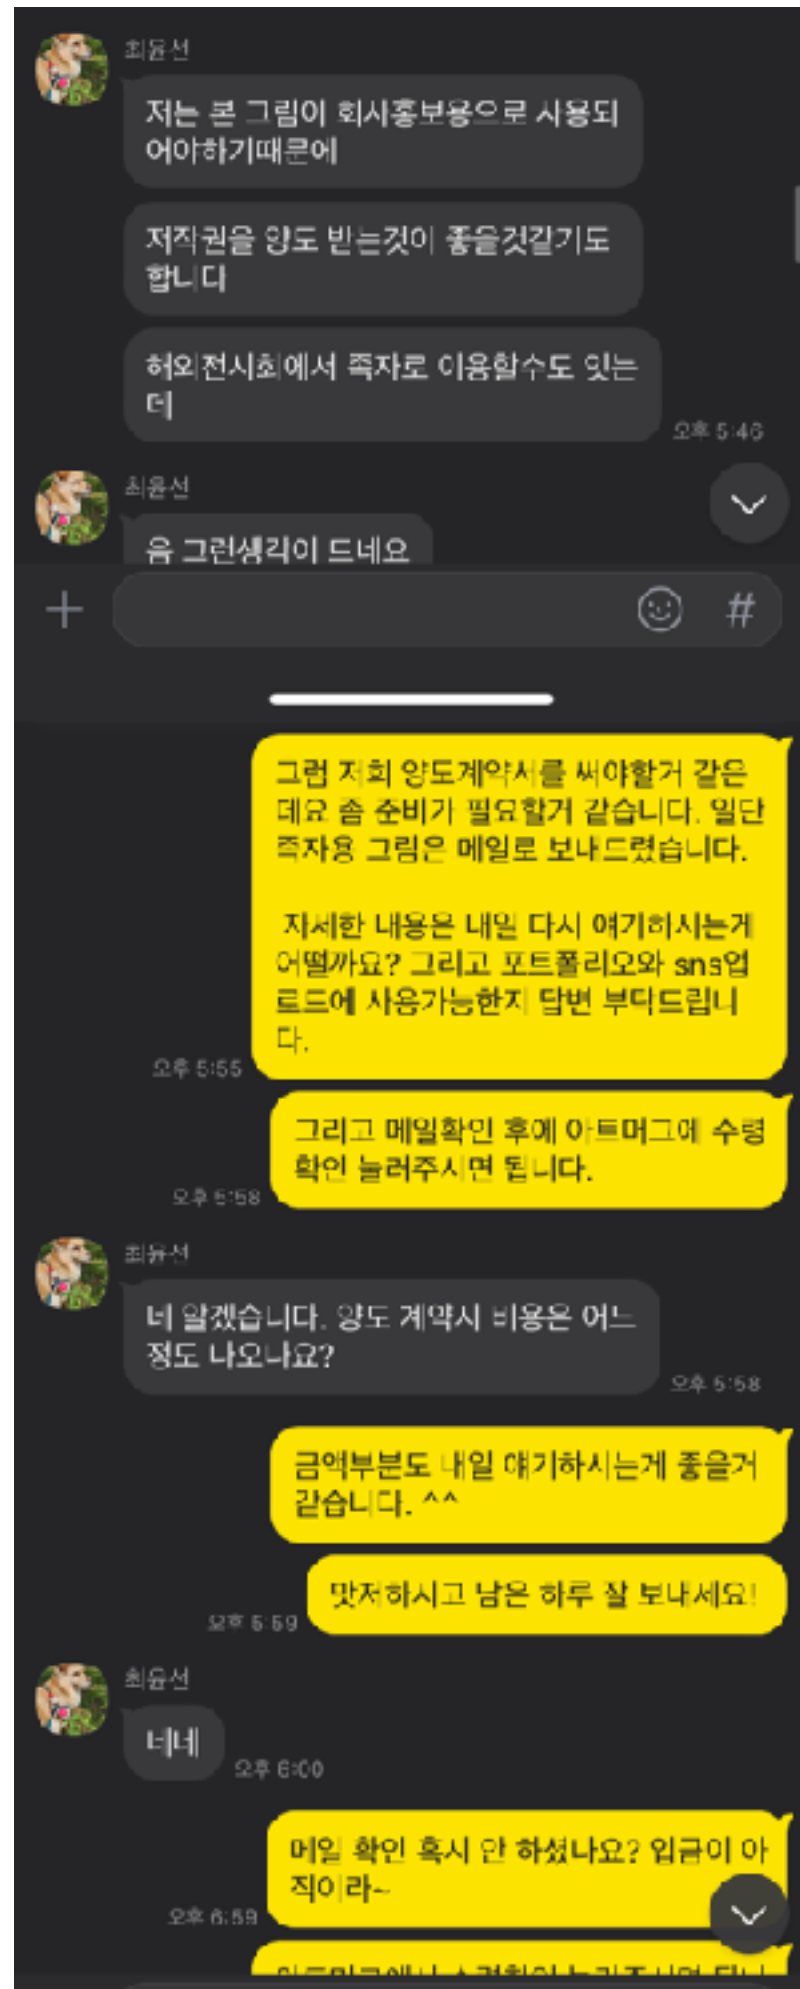 최윤선
저는 본 그림이 회사홍보용으로 사용되
어야하기때문에
저작권을 양도 받는것이 좋을것같기도
합니다
해외전시회에서 족자로 이용할수도 잇는
데
오후 5:46
최윤선
음 그런생각이 드네요
#
그럼 저희 양도계약서를 써야할거 같은
데요 좀 준비가 필요할거 같습니다. 일단
족자용 그림은 메일로 보내드렸습니다.
자세한 내용은 내일 다시 얘기하시는게
어떨까요? 그리고 포트폴리오와 sns업
로드에 사용가능한지 답변 부탁드립니
다.
오후 5:55
그리고 메일확인 후에 아트머그에 수령
확인 눌러주시면 됩니다.
오후 5:58
최윤선
네 알겠습니다. 양도 계약시 비용은 어느
정도 나오나요?
오후 5:58
금액부분도 내일 얘기하시는게 좋을거
같습니다. ^^
맛저하시고 남은 하루 잘 보내세요!
오후 5:59
최윤선
네네
오후 6:00
메일 확인 혹시 안 하셨나요? 입금이 아
직이라~
오후 6:59